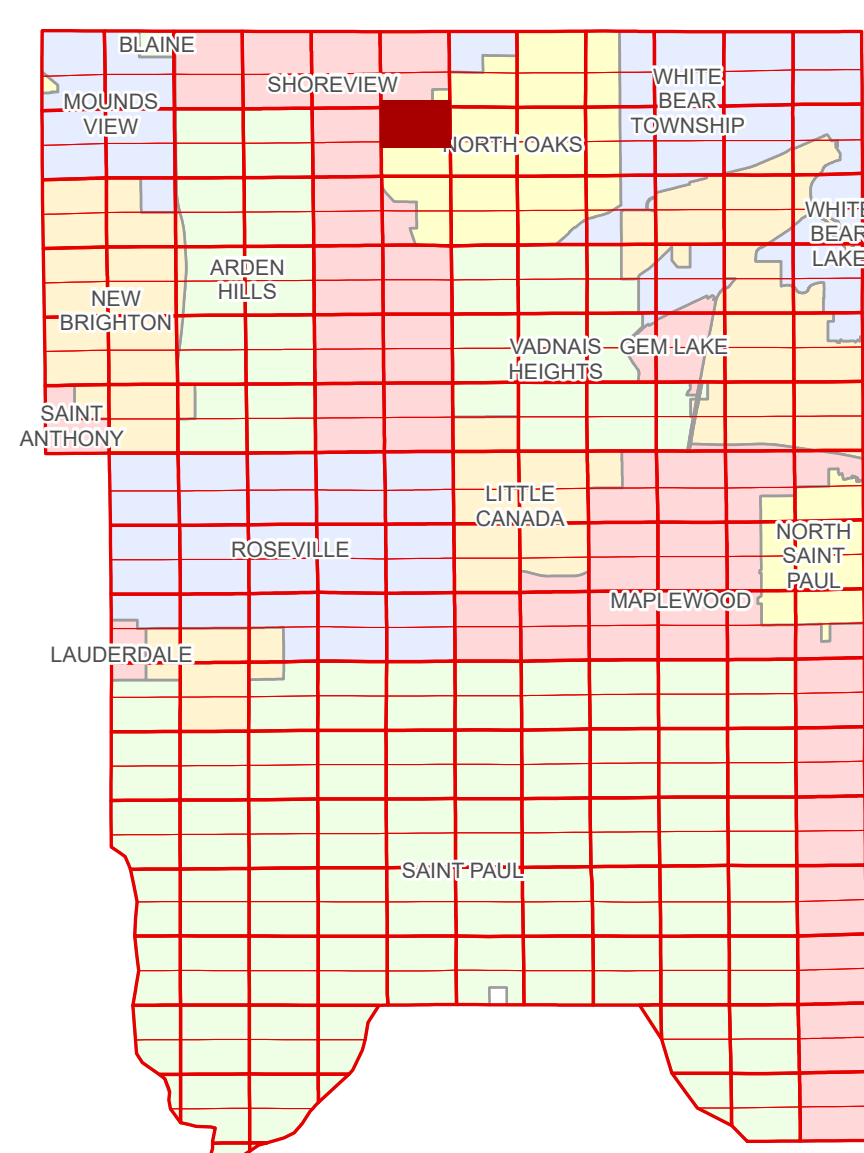 BLAINE
SHOREVIEW
WHITE
BEAR
TOWNSHIP
MOUNDS
VIEW
NORTH OAKS
WHITE
BEAR
LAKE
ARDEN
HILLS
NEW
BRIGHTON
VADNAIS
HEIGHTS
GEM LAKE
SAINT
ANTHONY
LITTLE
CANADA
NORTH
SAINT
PAUL
ROSEVILLE
MAPLEWOOD
LAUDERDALE
SAINT PAUL